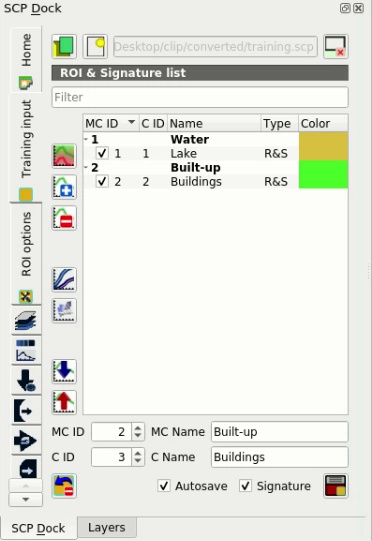 SCP Dock
Home
Training input
ROI options
Desktop/clip/converted/training.scp
ROI & Signature list
Filter
MC ID C ID Name Type Color
1 Water
1 1 Lake R&S
2 Built-up
2 2 Buildings R&S
MC ID 2 MC Name Built-up
C ID 3 C Name Buildings
Autosave Signature
SCP Dock Layers